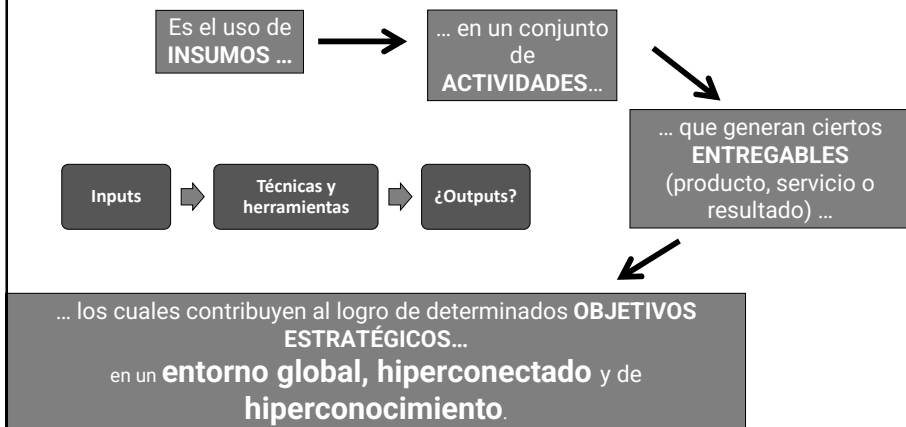 Es el uso de
INSUMOS ...
... en un conjunto
de
ACTIVIDADES...
... que generan ciertos
ENTREGABLES
(producto, servicio o
resultado) ...
Inputs
Técnicas y
herramientas
¿Outputs?
... los cuales contribuyen al logro de determinados OBJETIVOS
ESTRATÉGICOS...
en un entorno global, hiperconectado y de
hiperconocimiento.